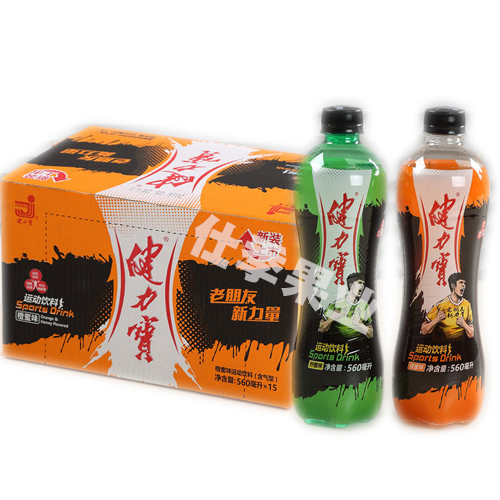 健力宝
新装
老朋友
新力量
运动饮料
Sports Drink
橙蜜味
Orange &
Honey Flavored
橙蜜味运动饮料(含气型)
净含量:560毫升×15
健力宝
运动饮料
Sports Drink
净含量:560毫升
健力宝
运动饮料
Sports Drink
橙蜜味
净含量:560毫升
仕季果业